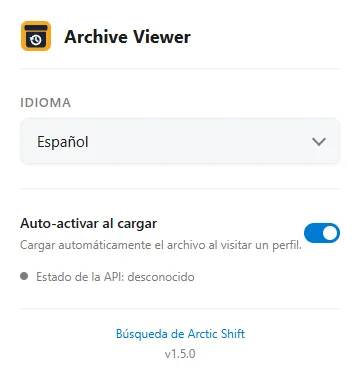 Archive Viewer
IDIOMA
Español
Auto-activar al cargar
Cargar automáticamente el archivo al visitar un perfil.
Estado de la API: desconocido
Búsqueda de Arctic Shift
v1.5.0